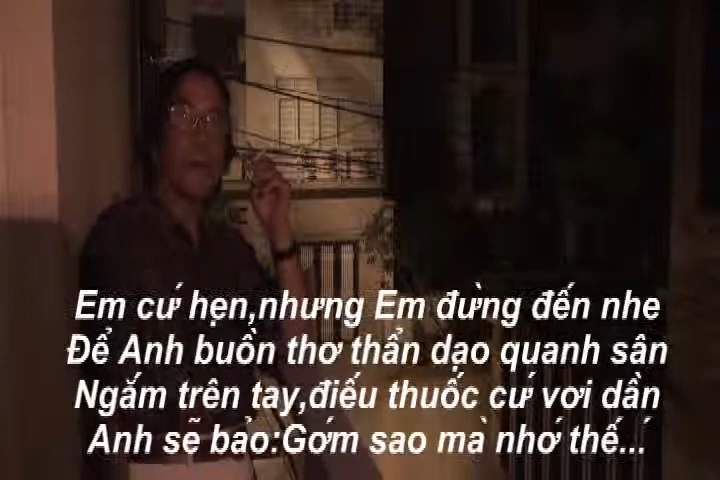 Em cứ hẹn,nhưng Em đừng đến nhe
Để Anh buồn thơ thẩn dạo quanh sân
Ngắm trên tay,điếu thuốc cứ vơi dần
Anh sẽ bảo:Gớm sao mà nhớ thế...´